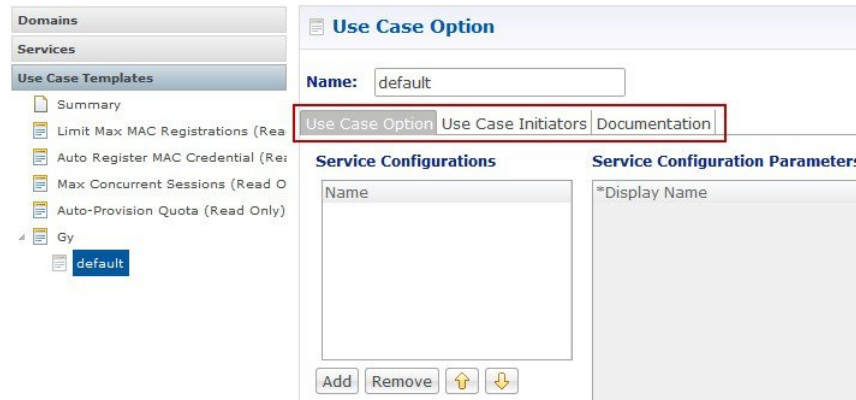 Domains
Services
Use Case Templates
Summary
Limit Max MAC Registrations (Rea
Auto Register MAC Credential (Rea
Max Concurrent Sessions (Read O
Auto-Provision Quota (Read Only)
Gy
default
Use Case Option
Name: default
Use Case Option Use Case Initiators Documentation
Service Configurations
Name
Add Remove
Service Configuration Parameters
*Display Name